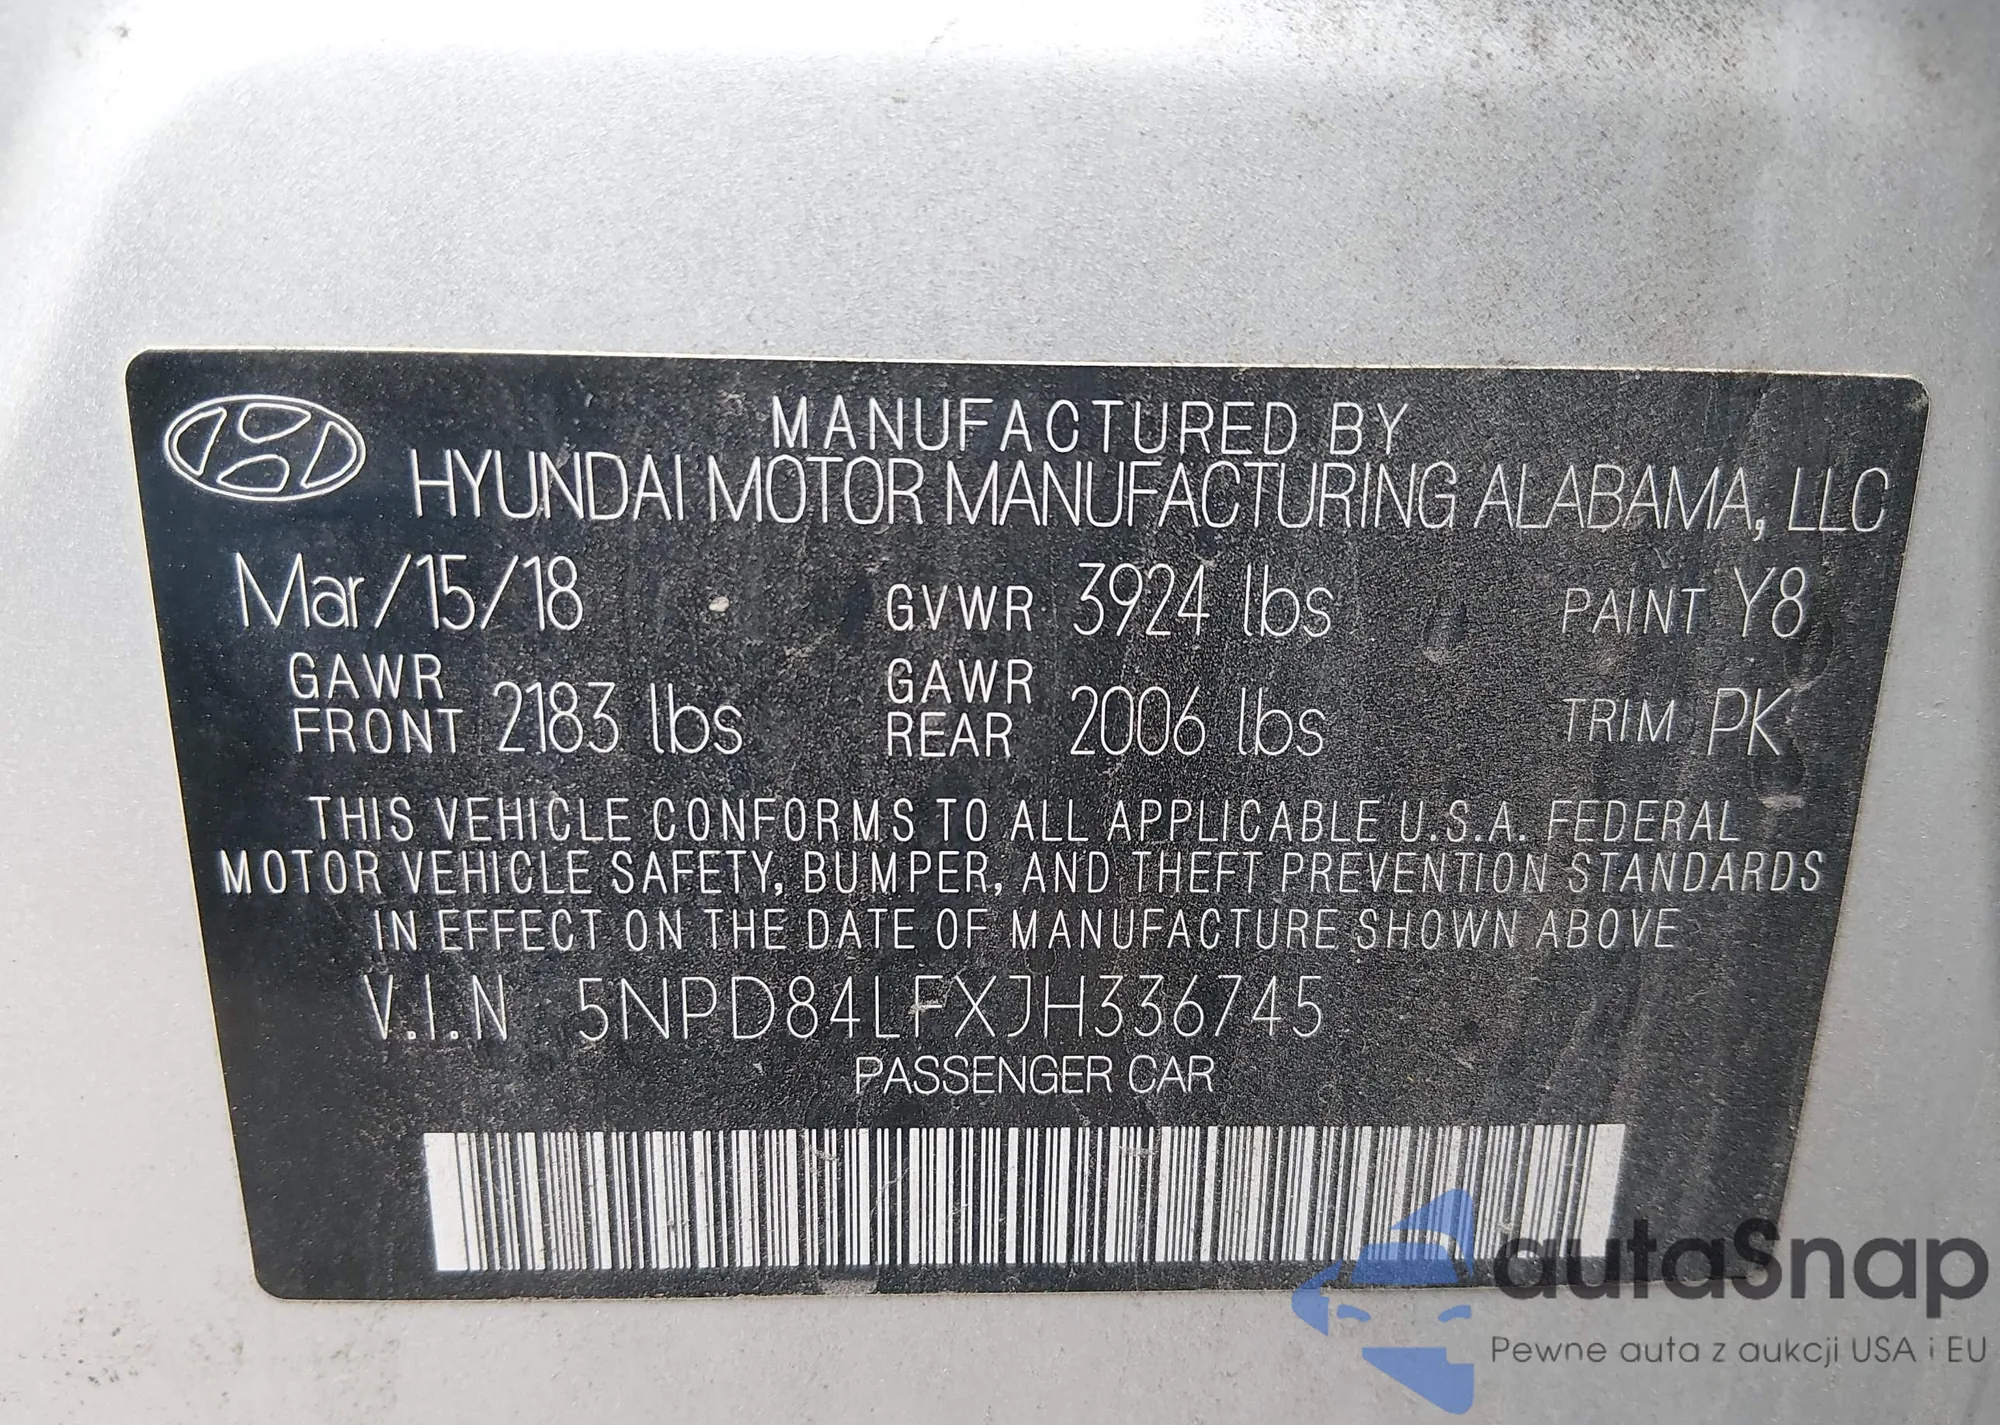 MANUFACTURED BY
HYUNDAI MOTOR MANUFACTURING ALABAMA, LLC
Mar/15/18 GVWR 3924 lbs PAINT Y8
GAWR FRONT 2183 lbs GAWR REAR 2006 lbs TRIM PK
THIS VEHICLE CONFORMS TO ALL APPLICABLE U.S.A. FEDERAL
MOTOR VEHICLE SAFETY, BUMPER, AND THEFT PREVENTION STANDARDS
IN EFFECT ON THE DATE OF MANUFACTURE SHOWN ABOVE
V.I.N 5NPD84LFXJH336745
PASSENGER CAR
autaSnap
Pewne auta z aukcji USA i EU